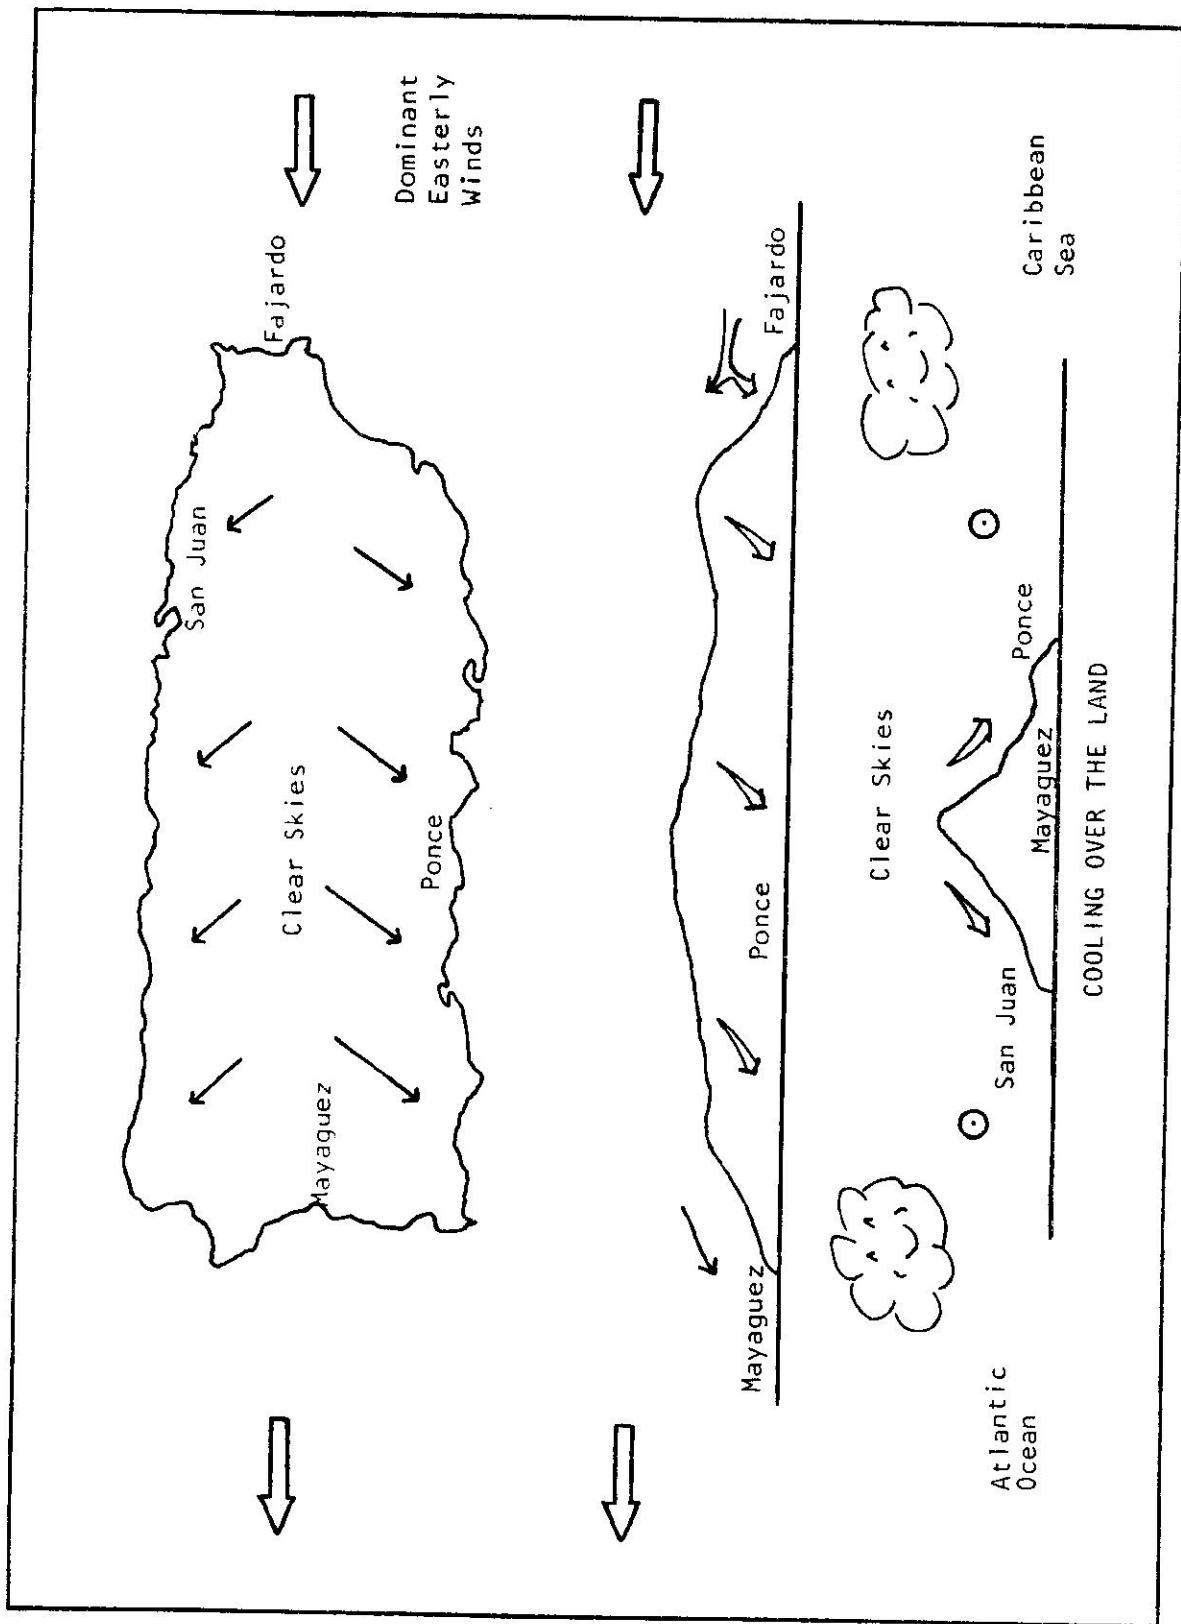 San Juan
Fajardo
Clear Skies
Mayaguez
Ponce
Dominant
Easterly
Winds
Mayaguez
Ponce
Fajardo
Clear Skies
Atlantic
Ocean
San Juan
Mayaguez
Ponce
Caribbean
Sea
COOLING OVER THE LAND